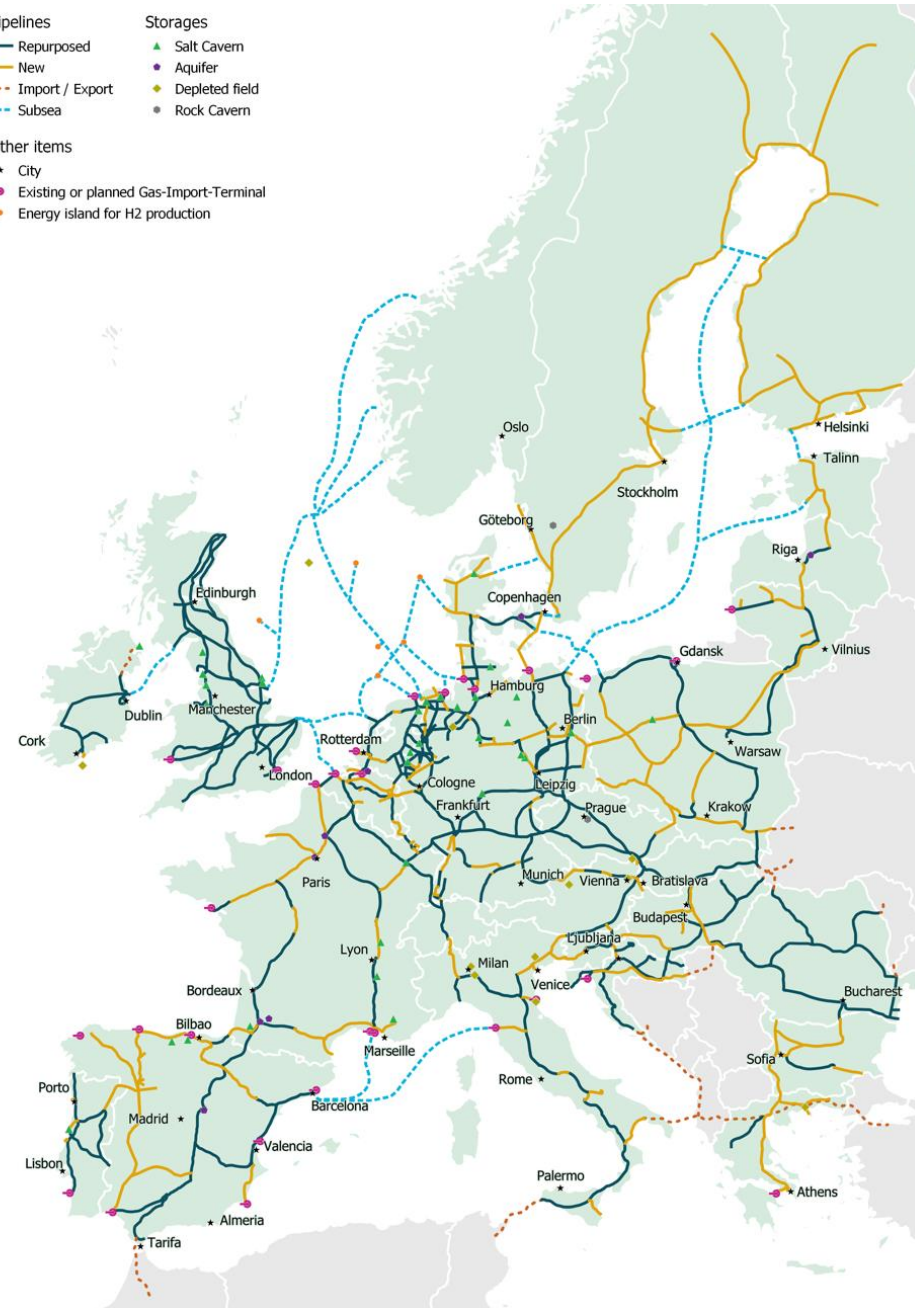 ipelines
Repurposed
New
Import / Export
Subsea
Storages
Salt Cavern
Aquifer
Depleted field
Rock Cavern
ther items
City
Existing or planned Gas-Import-Terminal
Energy island for H2 production
Oslo
Helsinki
Talinn
Stockholm
Göteborg
Riga
Edinburgh
Copenhagen
Vilnius
Gdansk
Hamburg
Dublin
Manchester
Berlin
Cork
Rotterdam
Warsaw
London
Cologne
Leipzig
Frankfurt
Prague
Krakow
Paris
Munich
Vienna
Bratislava
Budapest
Ljubljana
Lyon
Milan
Venice
Bordeaux
Bucharest
Bilbao
Marseille
Sofia
Porto
Rome
Barcelona
Madrid
Valencia
Lisbon
Palermo
Athens
Almeria
Tarifa